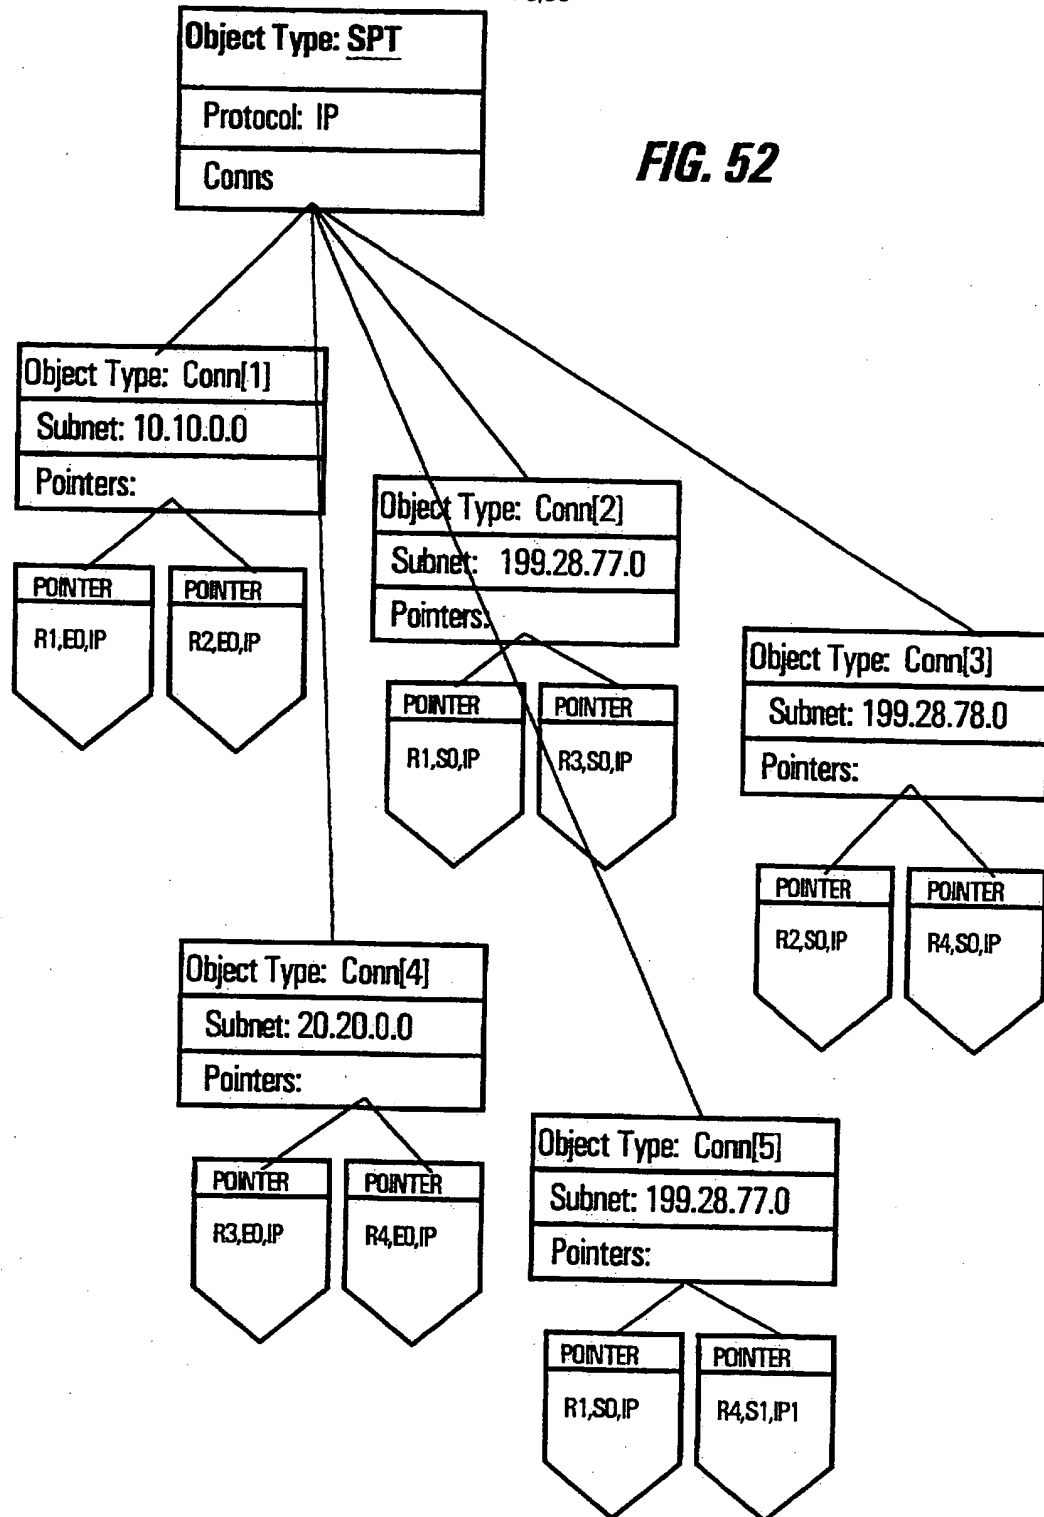 Object Type: SPT
Protocol: IP
Conns
FIG. 52
Object Type: Conn[1]
Subnet: 10.10.0.0
Pointers:
POINTER
R1,E0,IP
POINTER
R2,E0,IP
Object Type: Conn[2]
Subnet: 199.28.77.0
Pointers:
POINTER
R1,S0,IP
POINTER
R3,S0,IP
Object Type: Conn[3]
Subnet: 199.28.78.0
Pointers:
POINTER
R2,S0,IP
POINTER
R4,S0,IP
Object Type: Conn[4]
Subnet: 20.20.0.0
Pointers:
POINTER
R3,E0,IP
POINTER
R4,E0,IP
Object Type: Conn[5]
Subnet: 199.28.77.0
Pointers:
POINTER
R1,S0,IP
POINTER
R4,S1,IP1